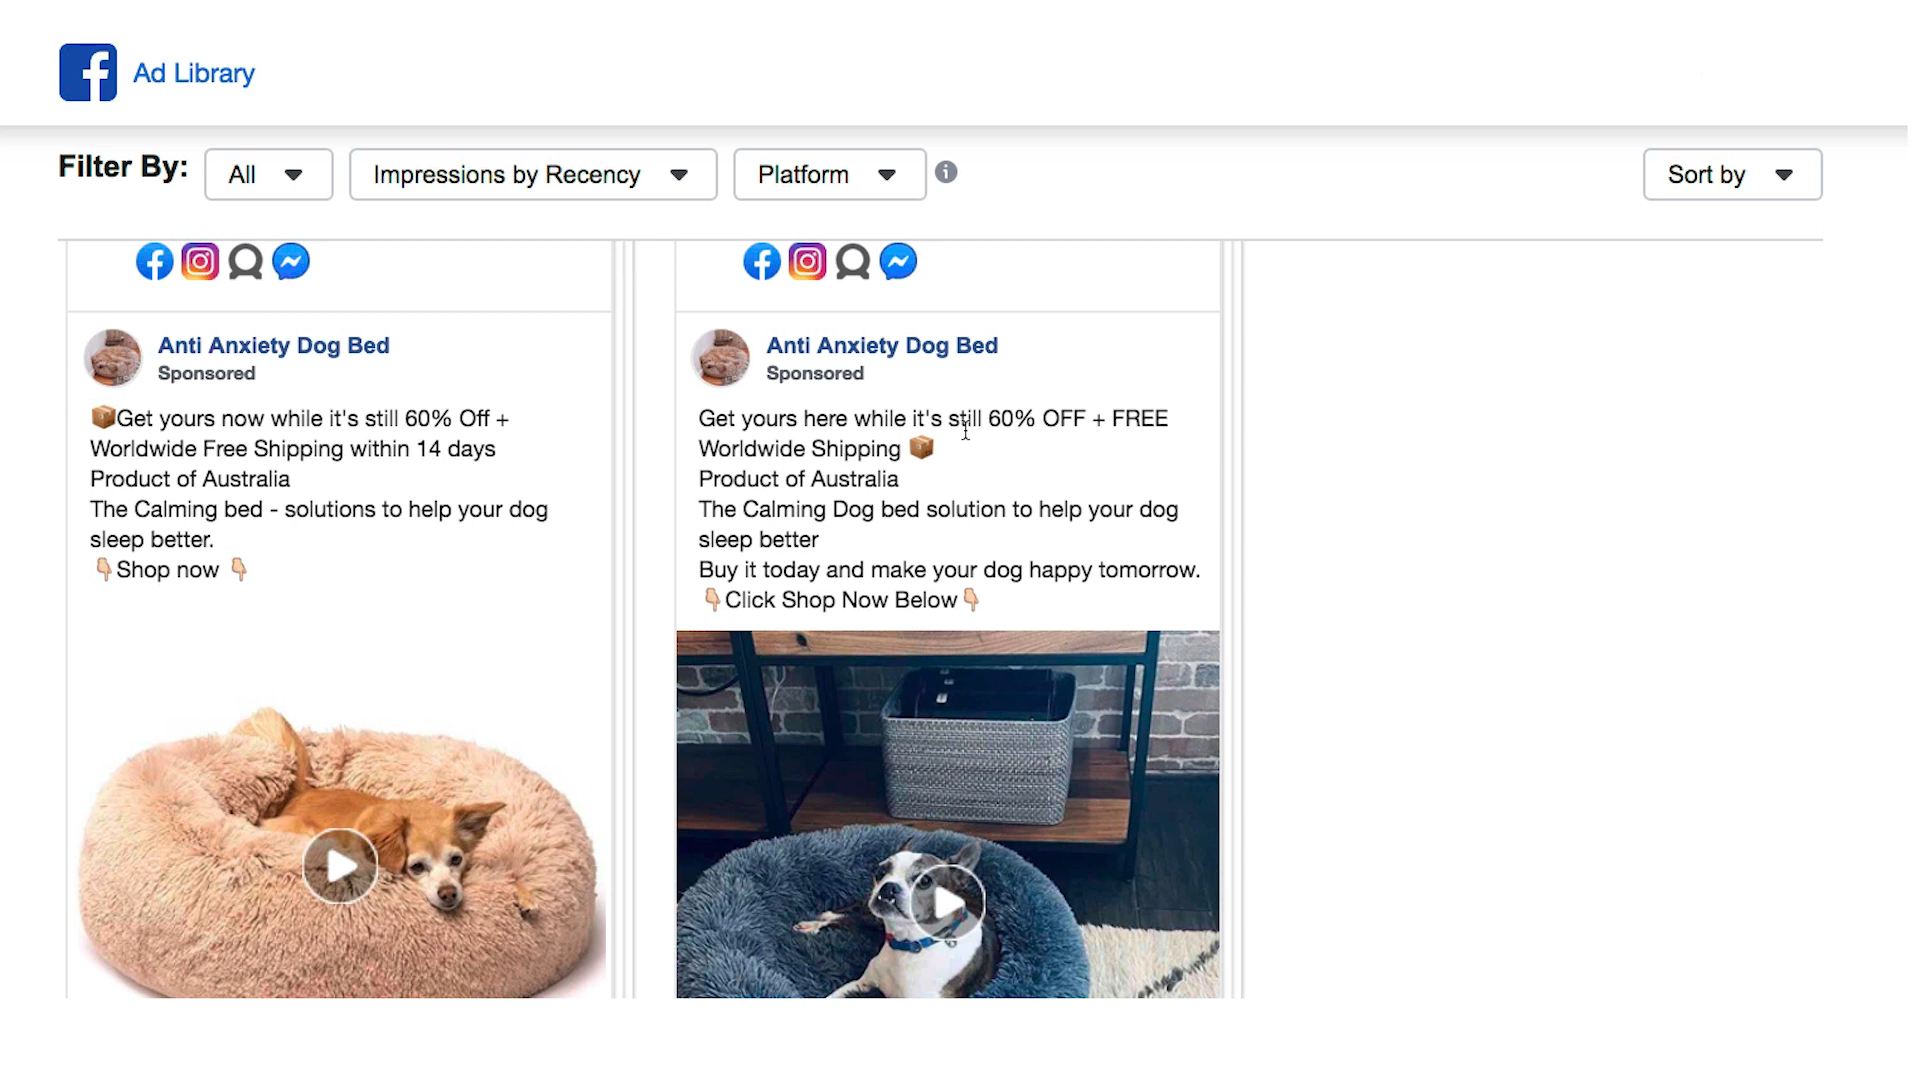 Ad Library
Filter By:
All
Impressions by Recency
Platform
Sort by
Anti Anxiety Dog Bed
Sponsored
📦Get yours now while it's still 60% Off +
Worldwide Free Shipping within 14 days
Product of Australia
The Calming bed - solutions to help your dog
sleep better.
👇Shop now 👇
Anti Anxiety Dog Bed
Sponsored
Get yours here while it's still 60% OFF + FREE
Worldwide Shipping 📦
Product of Australia
The Calming Dog bed solution to help your dog
sleep better
Buy it today and make your dog happy tomorrow.
👇Click Shop Now Below👇